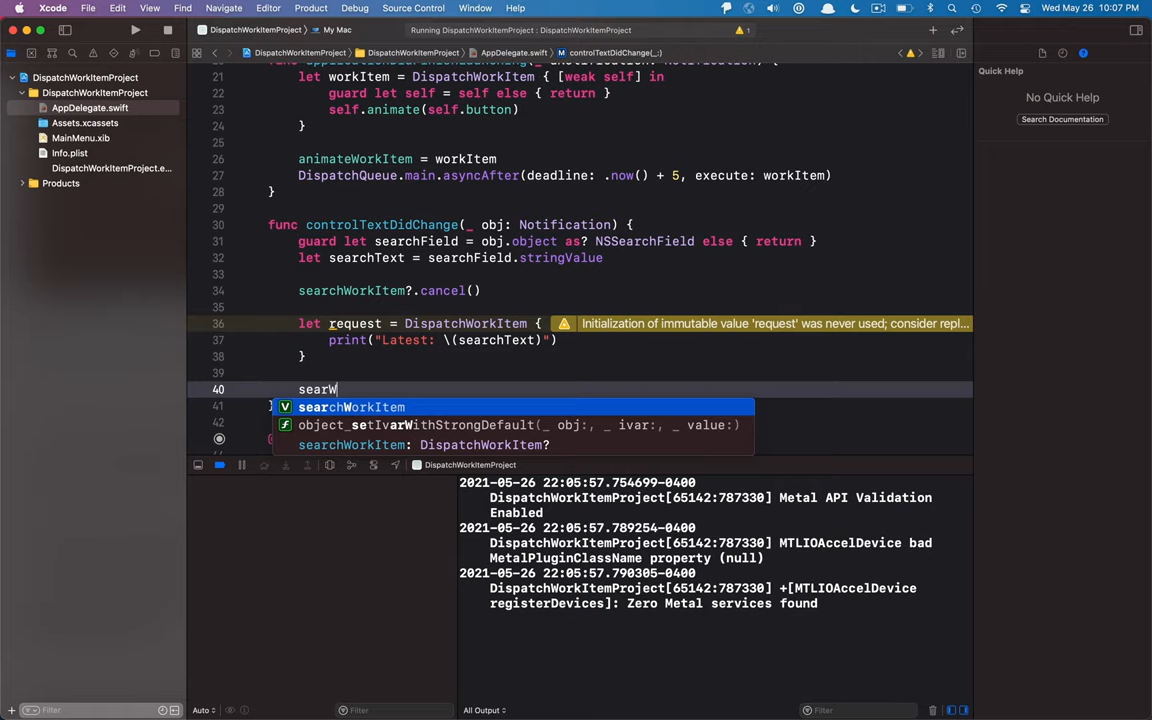 Xcode File Edit View Find Navigate Editor Product Debug Source Control Window Help Wed May 26 10:07 PM
DispatchWorkItemProject My Mac Running DispatchWorkItemProject : DispatchWorkItemProject 1
DispatchWorkItemProject DispatchWorkItemProject AppDelegate.swift controlTextDidChange(_:)
DispatchWorkItemProject
DispatchWorkItemProject
AppDelegate.swift
Assets.xcassets
MainMenu.xib
Info.plist
DispatchWorkItemProject.e...
Products
21 let workItem = DispatchWorkItem { [weak self] in
22 guard let self = self else { return }
23 self.animate(self.button)
24 }
25
26 animateWorkItem = workItem
27 DispatchQueue.main.asyncAfter(deadline: .now() + 5, execute: workItem)
28 }
29
30 func controlTextDidChange(_ obj: Notification) {
31 guard let searchField = obj.object as? NSSearchField else { return }
32 let searchText = searchField.stringValue
33
34 searchWorkItem?.cancel()
35
36 let request = DispatchWorkItem { Initialization of immutable value 'request' was never used; consider repl...
37 print("Latest: \(searchText)")
38 }
39
40 searW
41 }
42
V searchWorkItem
f object_setIvarWithStrongDefault(_ obj:, _ ivar:, _ value:)
searchWorkItem: DispatchWorkItem?
DispatchWorkItemProject
2021-05-26 22:05:57.754699-0400
DispatchWorkItemProject[65142:787330] Metal API Validation
Enabled
2021-05-26 22:05:57.789254-0400
DispatchWorkItemProject[65142:787330] MTLIOAccelDevice bad
MetalPluginClassName property (null)
2021-05-26 22:05:57.790305-0400
DispatchWorkItemProject[65142:787330] +[MTLIOAccelDevice
registerDevices]: Zero Metal services found
Quick Help
No Quick Help
Search Documentation
Filter Auto Filter All Output Filter